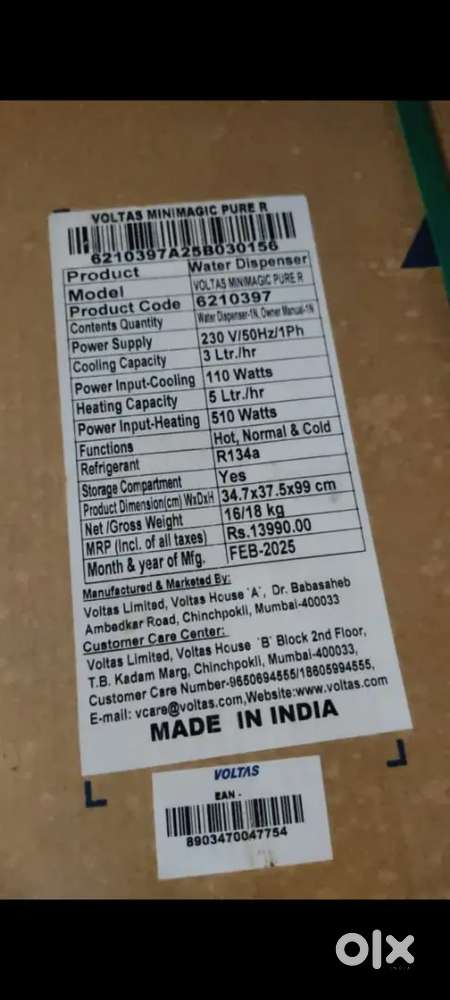 VOLTAS MINIMAGIC PURE R
6210397A25B030156
Product Water Dispenser
Model VOLTAS MINIMAGIC PURE R
Product Code 6210397
Contents Quantity Water Dispenser-1N, Owner Manual-1N
Power Supply 230 V/50Hz/1Ph
Cooling Capacity 3 Ltr./hr
Power Input-Cooling 110 Watts
Heating Capacity 5 Ltr./hr
Power Input-Heating 510 Watts
Functions Hot, Normal & Cold
Refrigerant R134a
Storage Compartment Yes
Product Dimension(cm) WxDxH 34.7x37.5x99 cm
Net /Gross Weight 16/18 kg
MRP (Incl. of all taxes) Rs.13990.00
Month & year of Mfg. FEB-2025
Manufactured & Marketed By:
Voltas Limited, Voltas House `A`, Dr. Babasaheb
Ambedkar Road, Chinchpokli, Mumbai-400033
Customer Care Center:
Voltas Limited, Voltas House `B` Block 2nd Floor,
T.B. Kadam Marg, Chinchpokli, Mumbai-400033,
Customer Care Number-9650694555/18605994555,
E-mail: vcare@voltas.com,Website:www.voltas.com
MADE IN INDIA
VOLTAS
EAN -
8903470047754
olx
INDIA